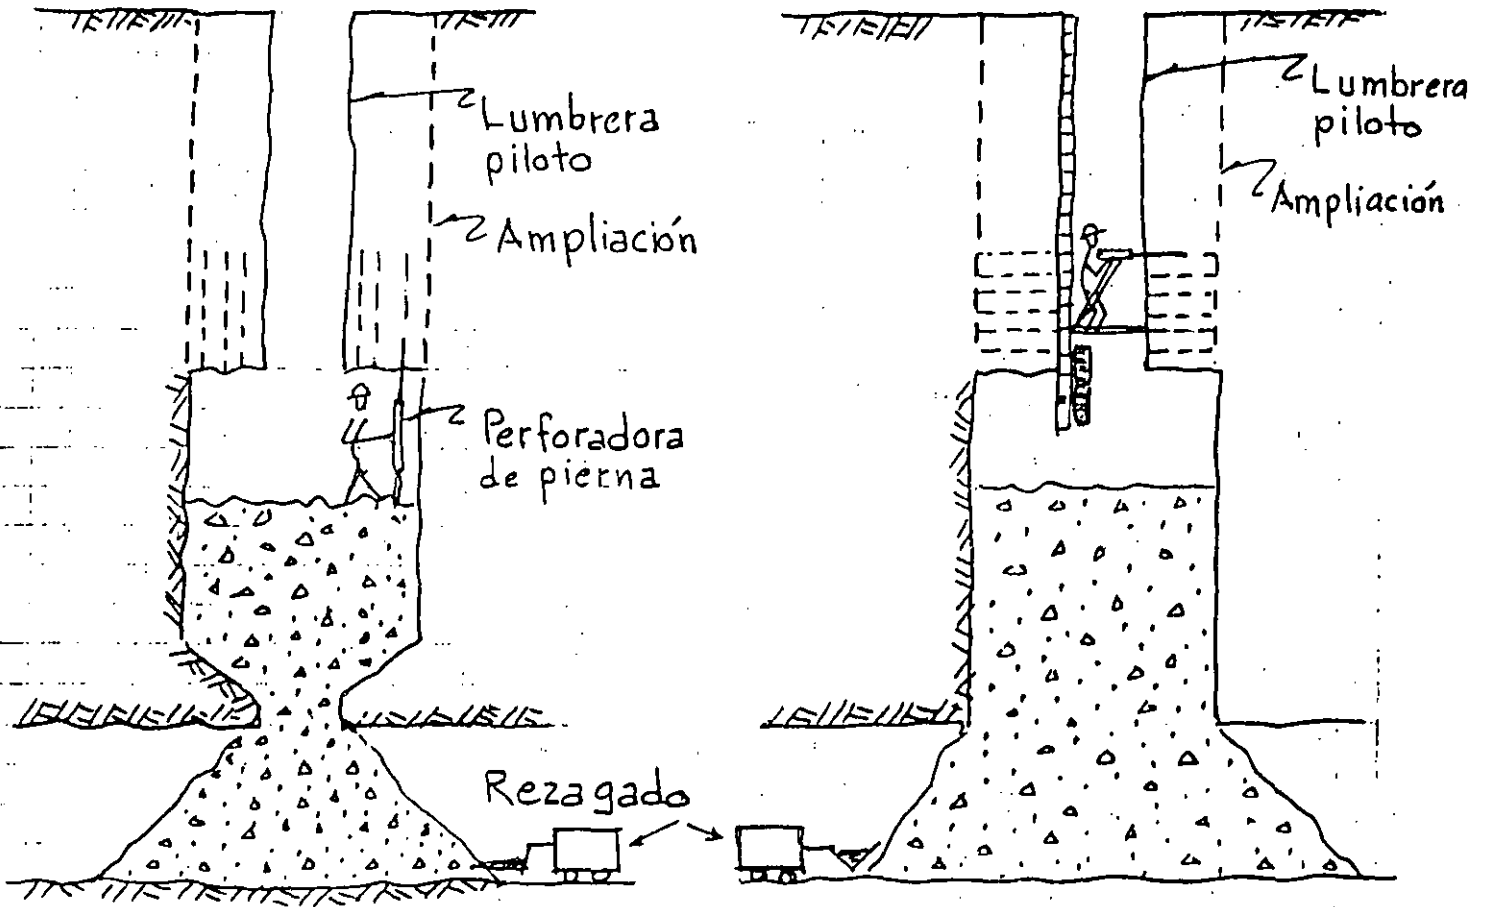 Lumbrera
piloto
Ampliación
Perforadora
de pierna
Lumbrera
piloto
Ampliación
Rezagado